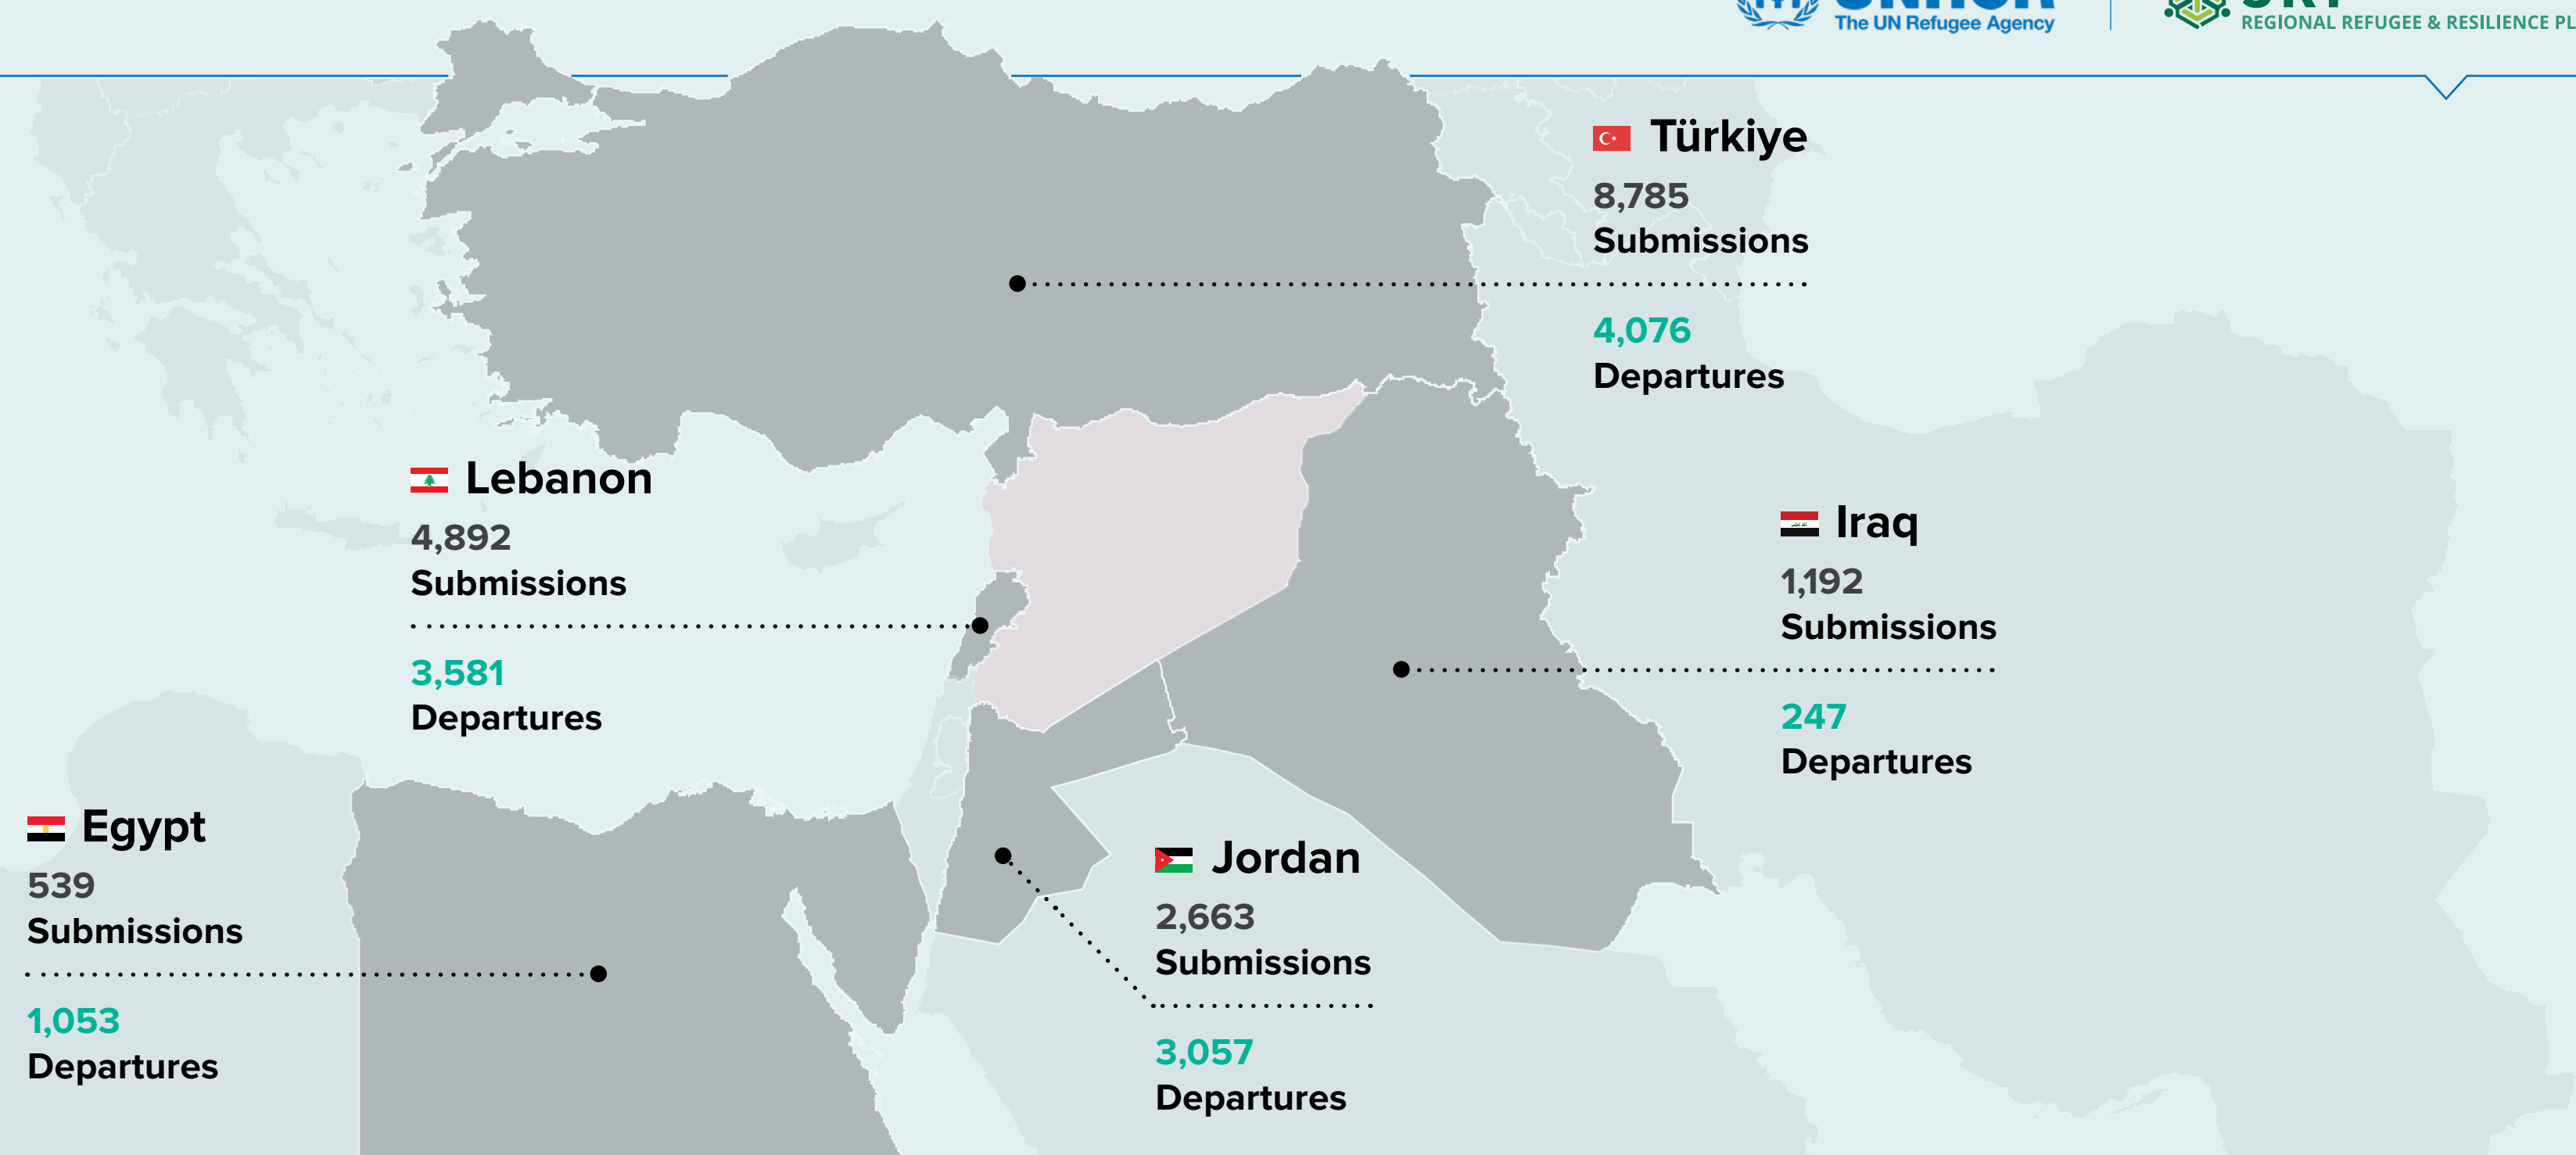 UNHCR
The UN Refugee Agency
REGIONAL REFUGEE & RESILIENCE PL
Türkiye
8,785
Submissions
4,076
Departures
Lebanon
4,892
Submissions
3,581
Departures
Iraq
1,192
Submissions
247
Departures
Egypt
539
Submissions
1,053
Departures
Jordan
2,663
Submissions
3,057
Departures